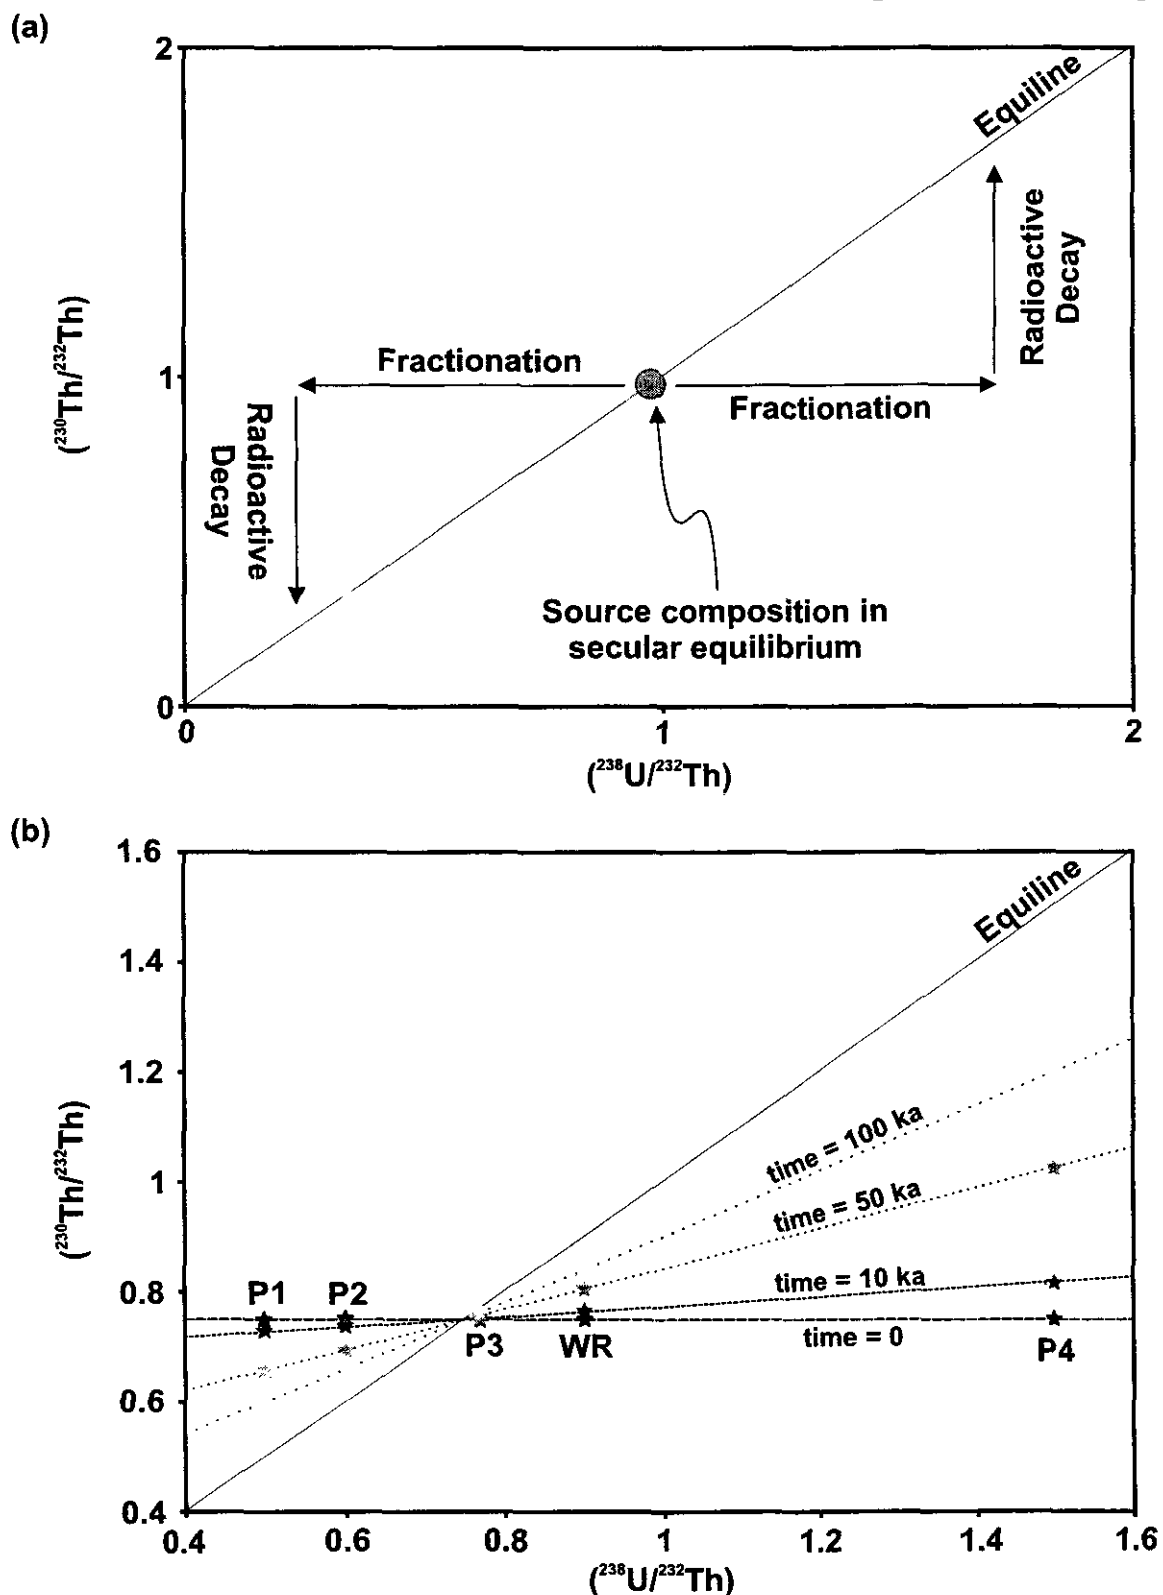 (a)
2
Equiline
Radioactive
Decay
Fractionation
1
Fractionation
Radioactive
Decay
(²³⁰Th/²³²Th)
Source composition in
secular equilibrium
0
0
1
2
(²³⁸U/²³²Th)
(b)
1.6
Equiline
1.4
1.2
time = 100 ka
(²³⁰Th/²³²Th)
1
time = 50 ka
P1
P2
time = 10 ka
0.8
P3
WR
time = 0
P4
0.6
0.4
0.4
0.6
0.8
1
1.2
1.4
1.6
(²³⁸U/²³²Th)